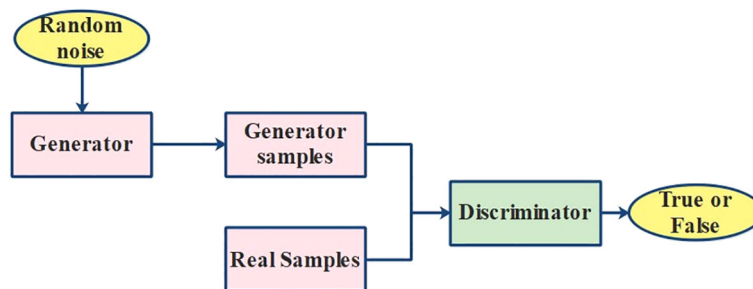 Random
noise
Generator
Generator
samples
Real Samples
Discriminator
True or
False